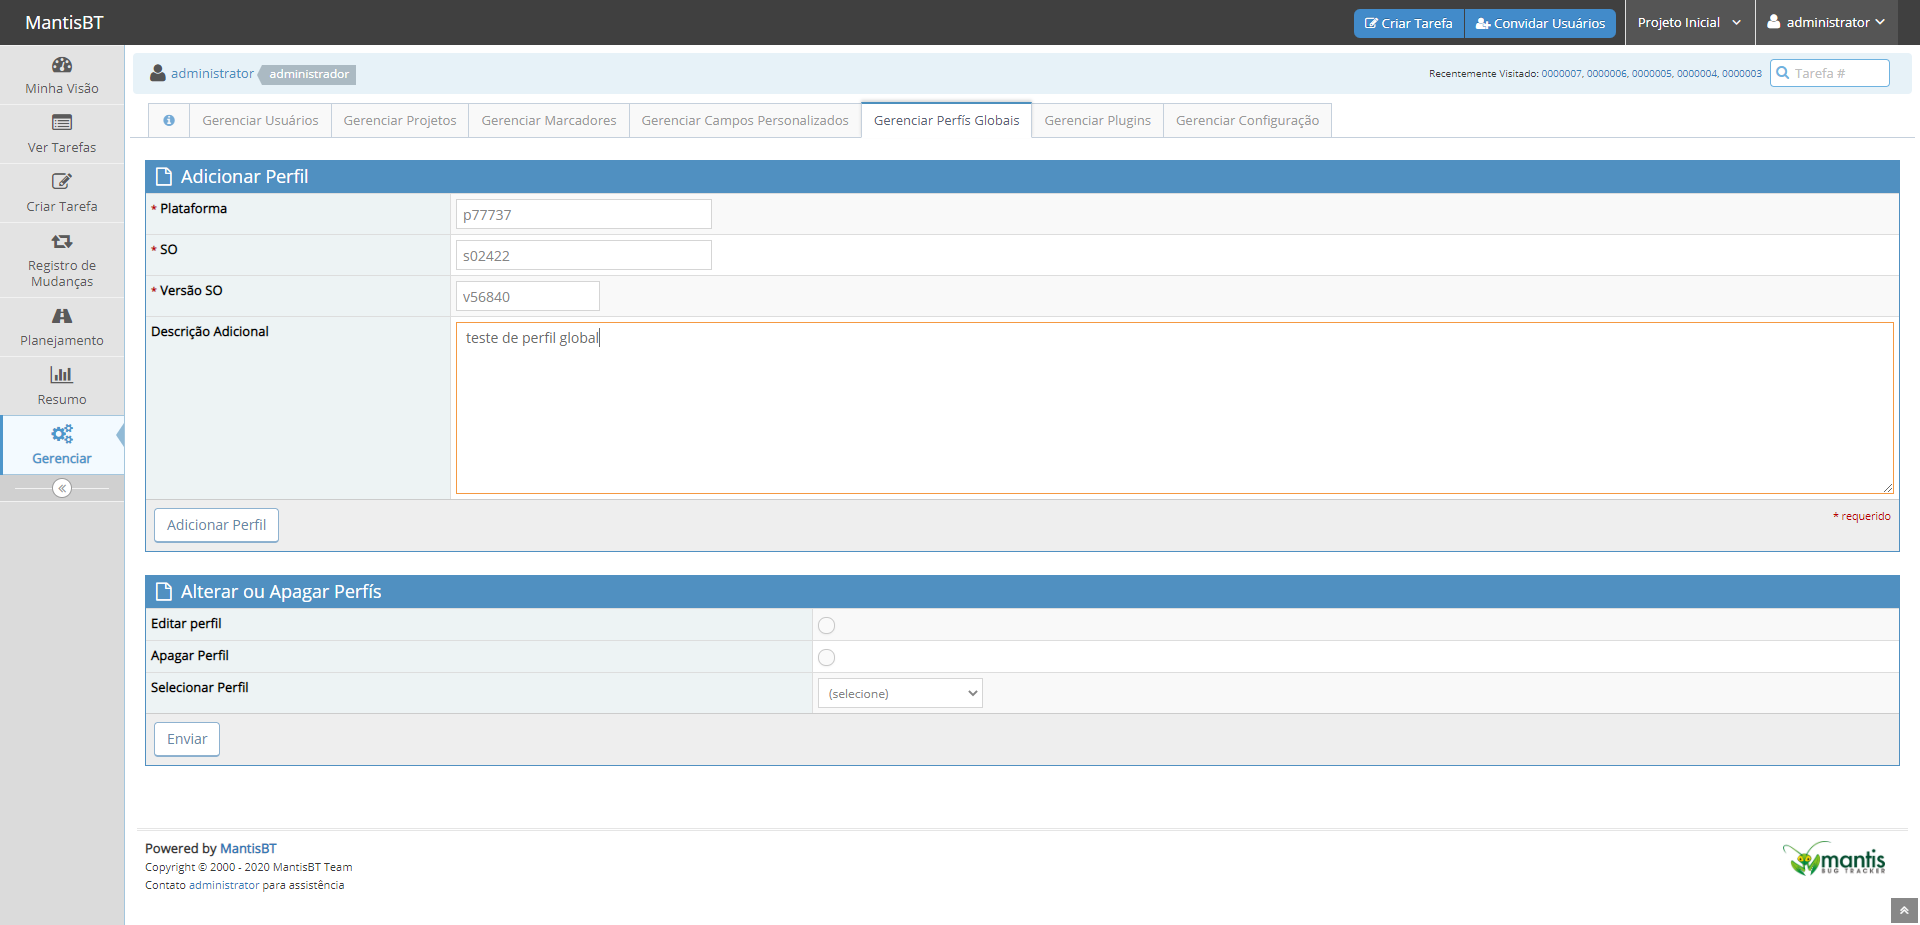 MantisBT
Criar Tarefa
Convidar Usuários
Projeto Inicial
administrator
Minha Visão
Ver Tarefas
Criar Tarefa
Registro de
Mudanças
Planejamento
Resumo
Gerenciar
administrator
administrador
Recentemente Visitado: 0000007, 0000006, 0000005, 0000004, 0000003
Tarefa #
Gerenciar Usuários
Gerenciar Projetos
Gerenciar Marcadores
Gerenciar Campos Personalizados
Gerenciar Perfís Globais
Gerenciar Plugins
Gerenciar Configuração
Adicionar Perfil
* Plataforma
p77737
* SO
s02422
* Versão SO
v56840
Descrição Adicional
teste de perfil global
Adicionar Perfil
* requerido
Alterar ou Apagar Perfís
Editar perfil
Apagar Perfil
Selecionar Perfil
(selecione)
Enviar
Powered by MantisBT
Copyright © 2000 - 2020 MantisBT Team
Contato administrator para assistência
mantis
BUG TRACKER